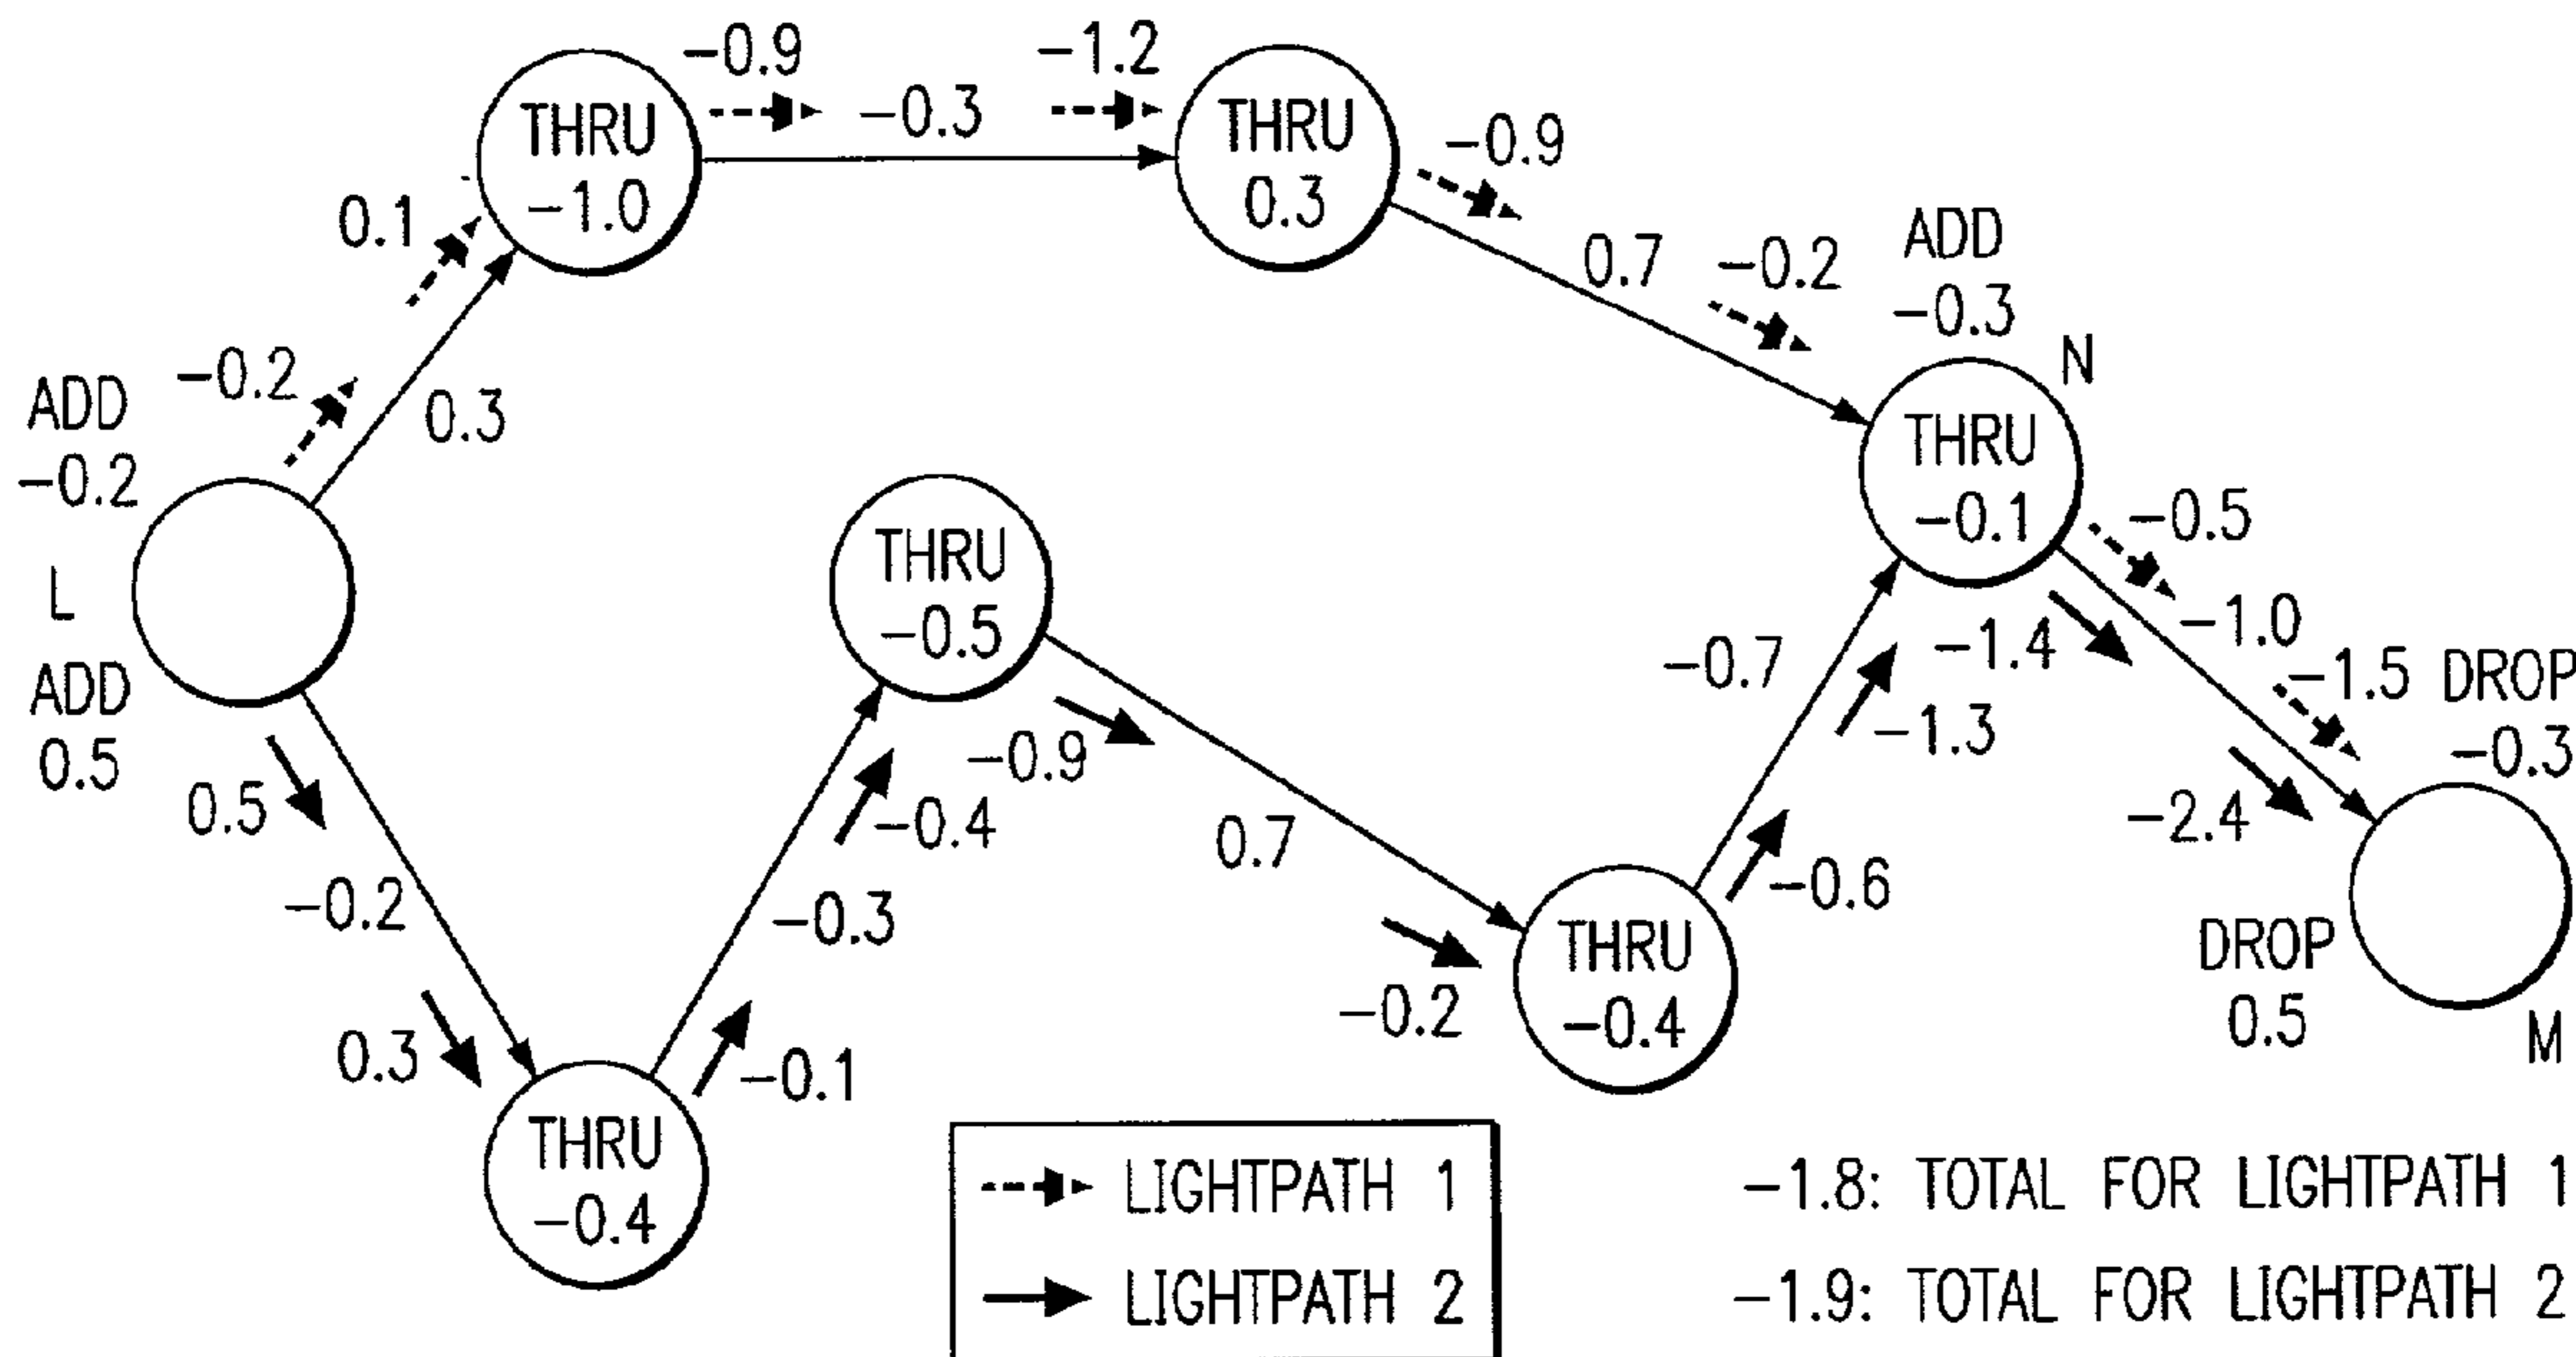 -0.9
-1.2
THRU
-1.0
-0.3
THRU
0.3
-0.9
0.1
0.7
-0.2
ADD
-0.3
N
-0.2
0.3
ADD
-0.2
THRU
-0.1
-0.5
L
THRU
-0.5
-1.0
-1.4
-0.7
-1.5
DROP
-0.3
ADD
0.5
0.5
-0.9
-1.3
-0.4
0.7
-2.4
-0.2
-0.3
-0.6
THRU
-0.4
-0.2
DROP
0.5
M
0.3
-0.1
THRU
-0.4
LIGHTPATH 1
LIGHTPATH 2
-1.8: TOTAL FOR LIGHTPATH 1
-1.9: TOTAL FOR LIGHTPATH 2